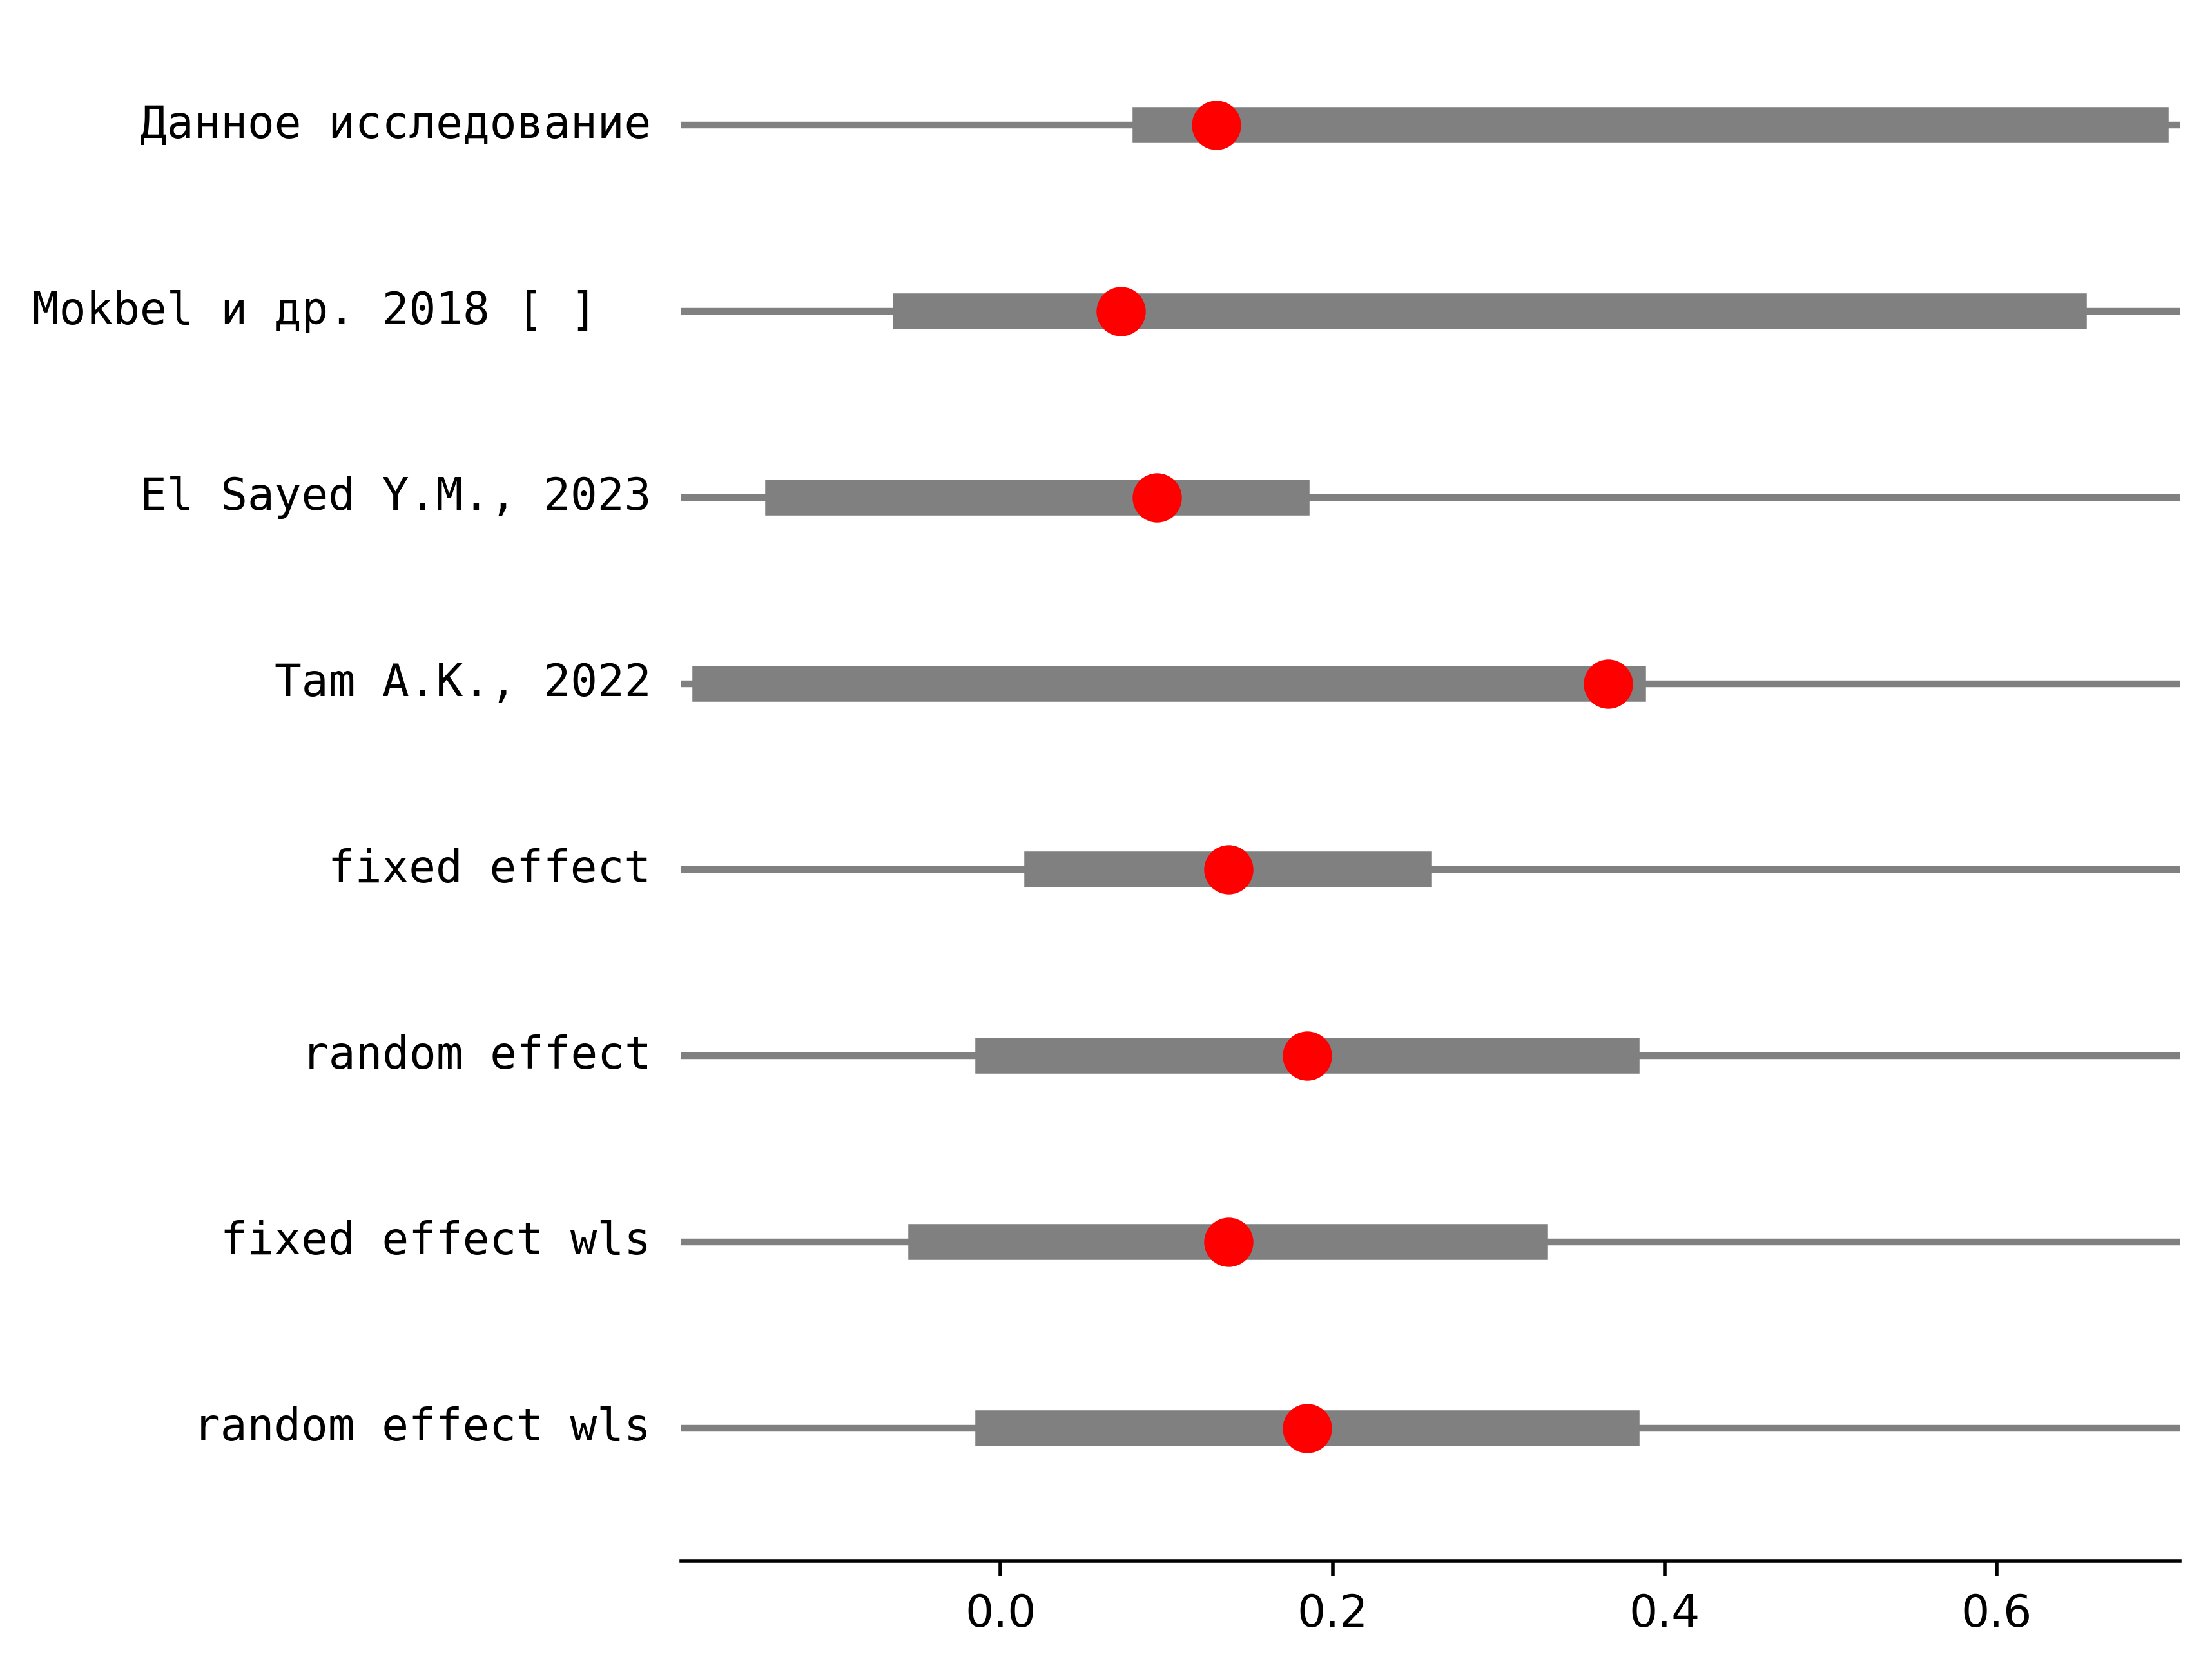 Данное исследование
Mokbel и др. 2018 [ ]
El Sayed Y.M., 2023
Tam A.K., 2022
fixed effect
random effect
fixed effect wls
random effect wls
0.0 0.2 0.4 0.6